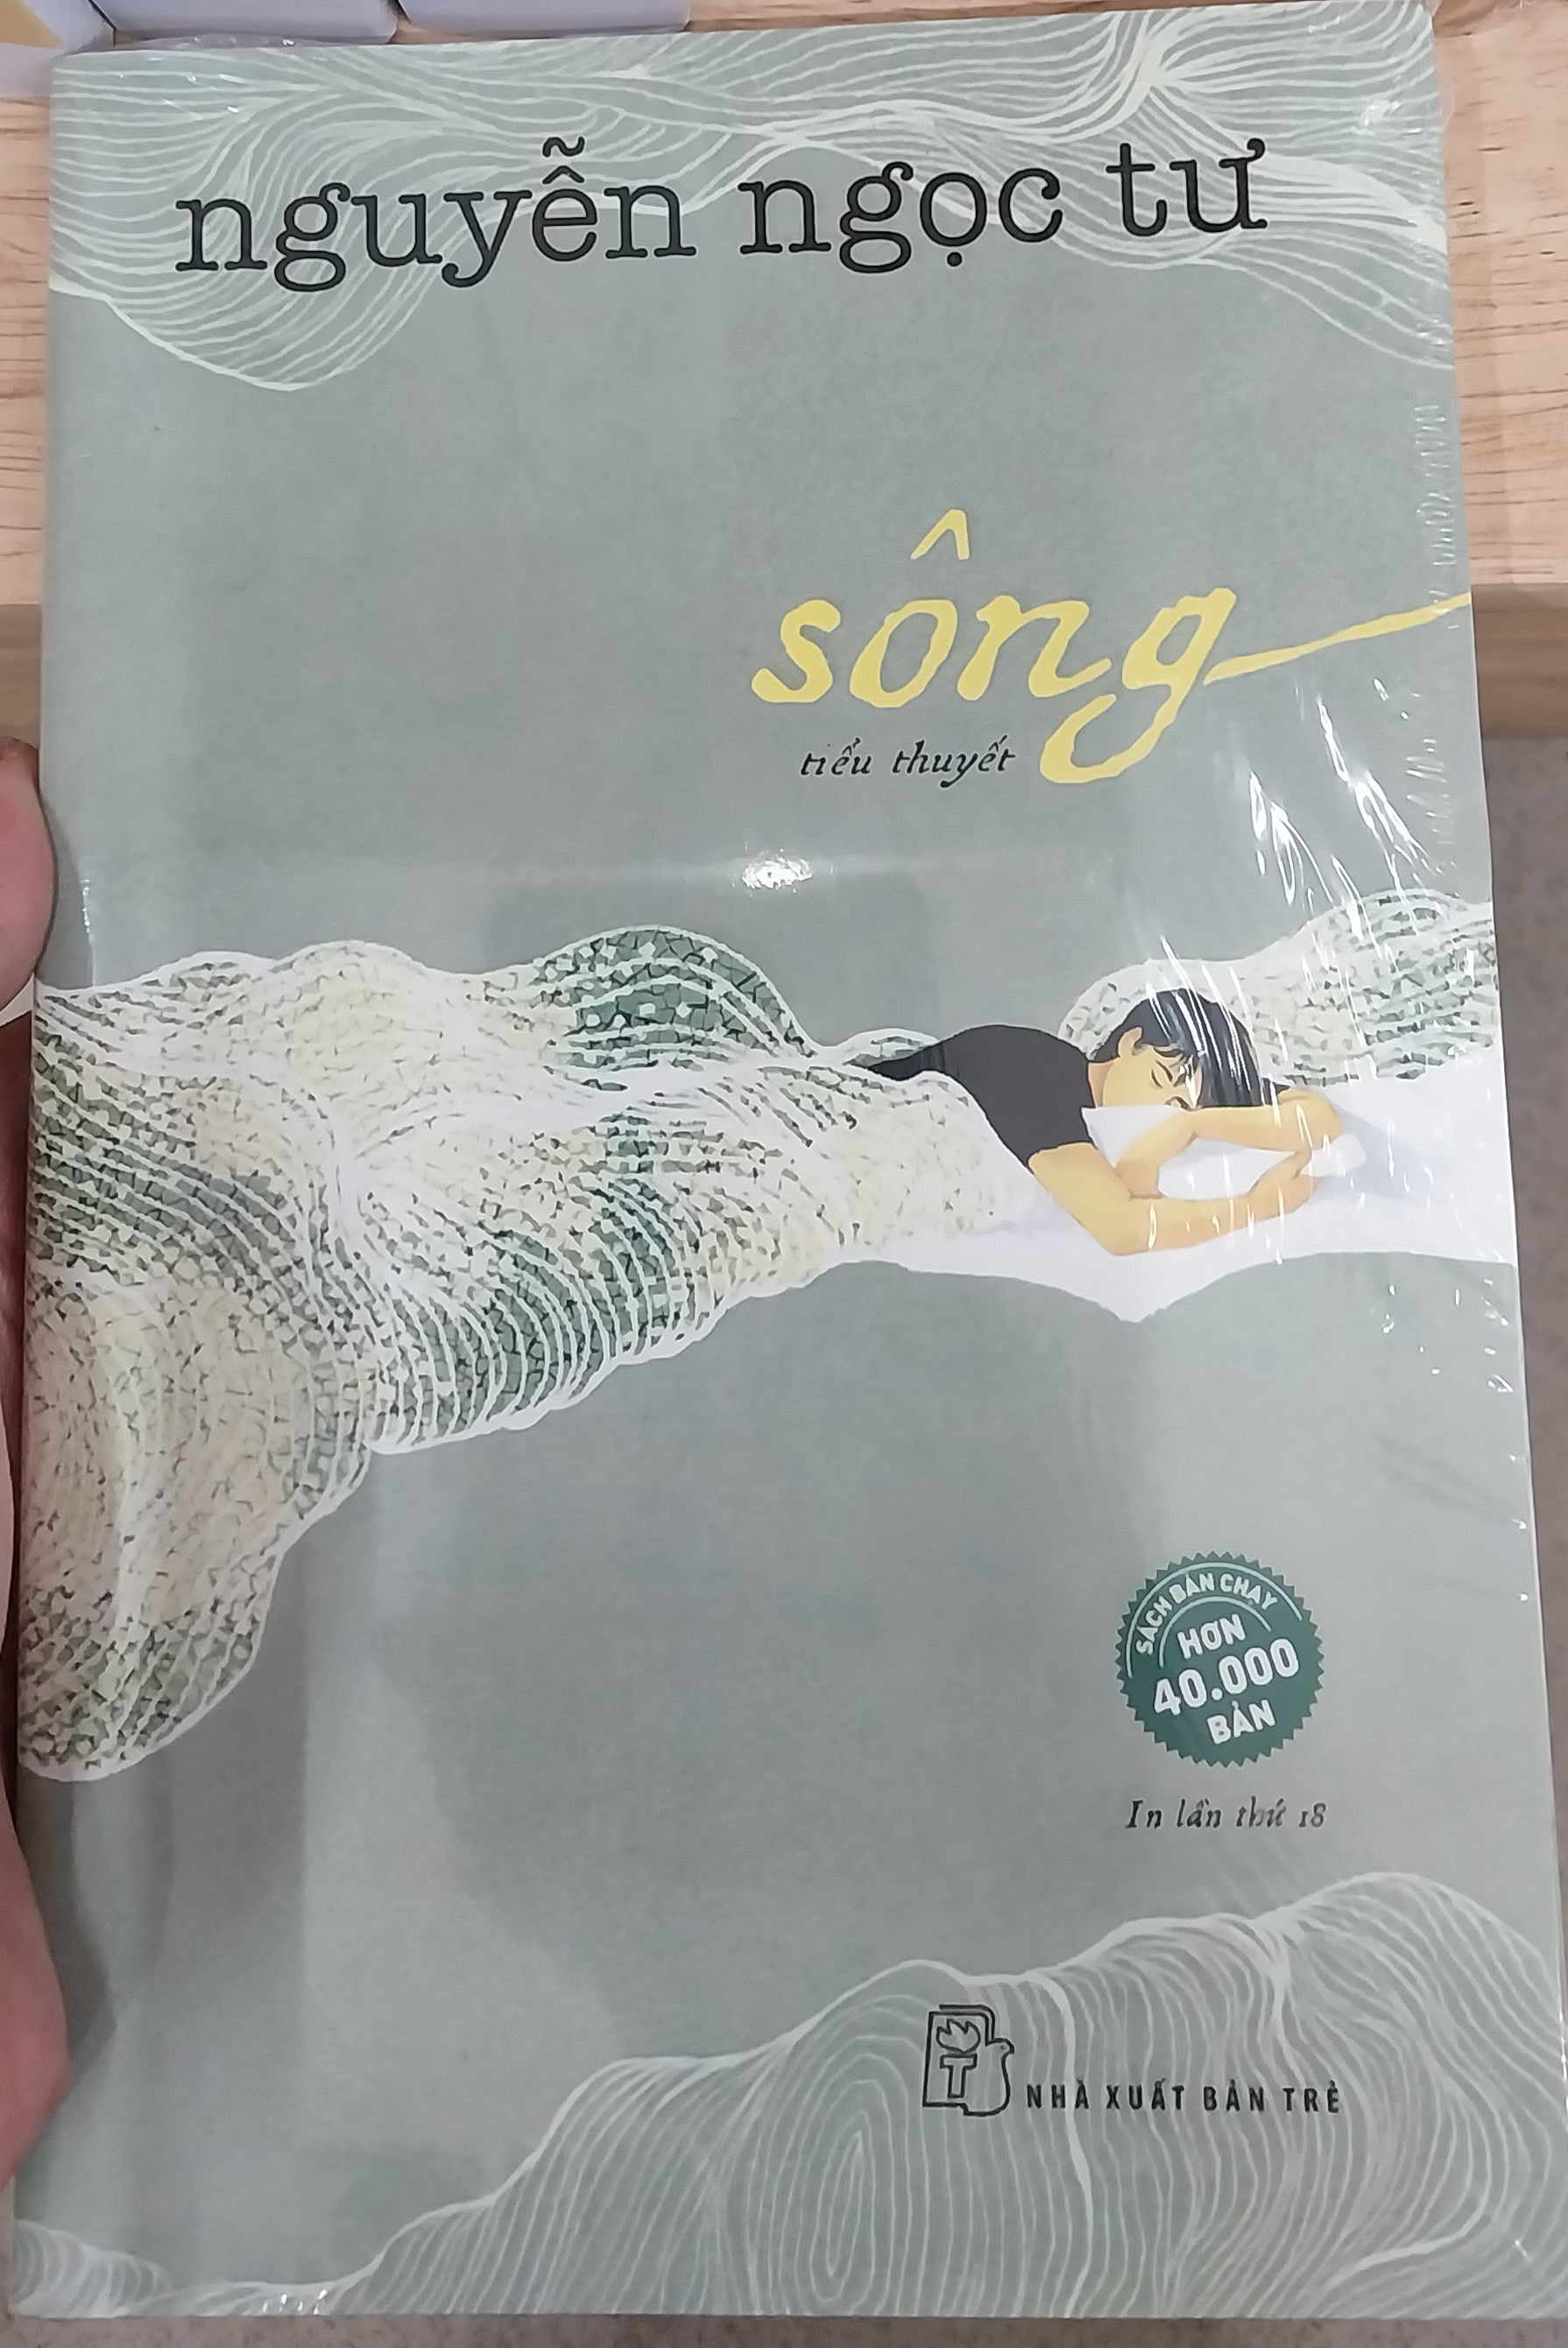 nguyễn ngọc tư
sông
tiểu thuyết
SÁCH BÁN CHẠY
HƠN
40.000
BẢN
In lần thứ 18
T
NHÀ XUẤT BẢN TRẺ